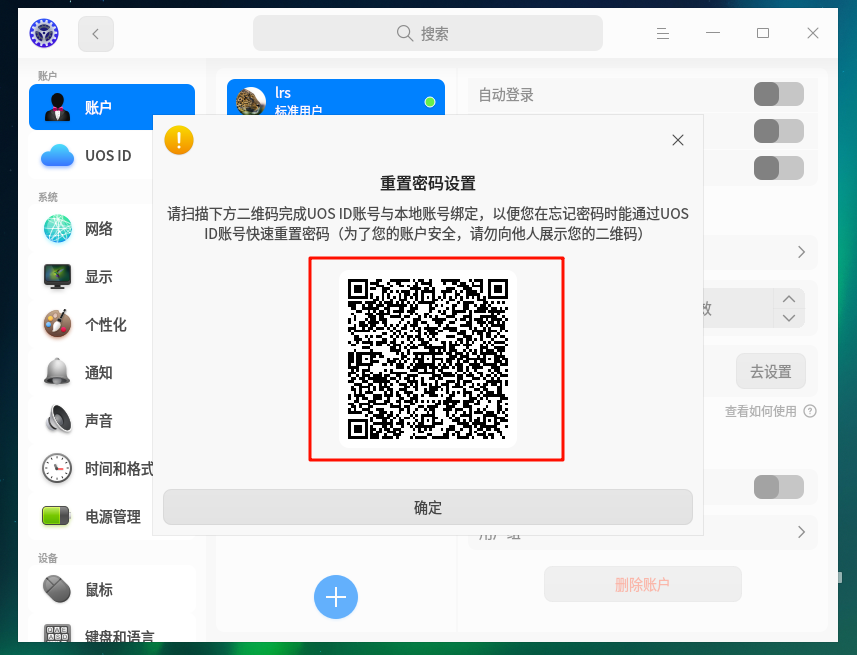 搜索
账户
账户
UOS ID
系统
网络
显示
个性化
通知
声音
时间和格式
电源管理
设备
鼠标
键盘和语言
lrs
标准用户
自动登录
去设置
查看如何使用
删除账户
重置密码设置
请扫描下方二维码完成UOS ID账号与本地账号绑定，以便您在忘记密码时能通过UOS
ID账号快速重置密码（为了您的账户安全，请勿向他人展示您的二维码）
确定